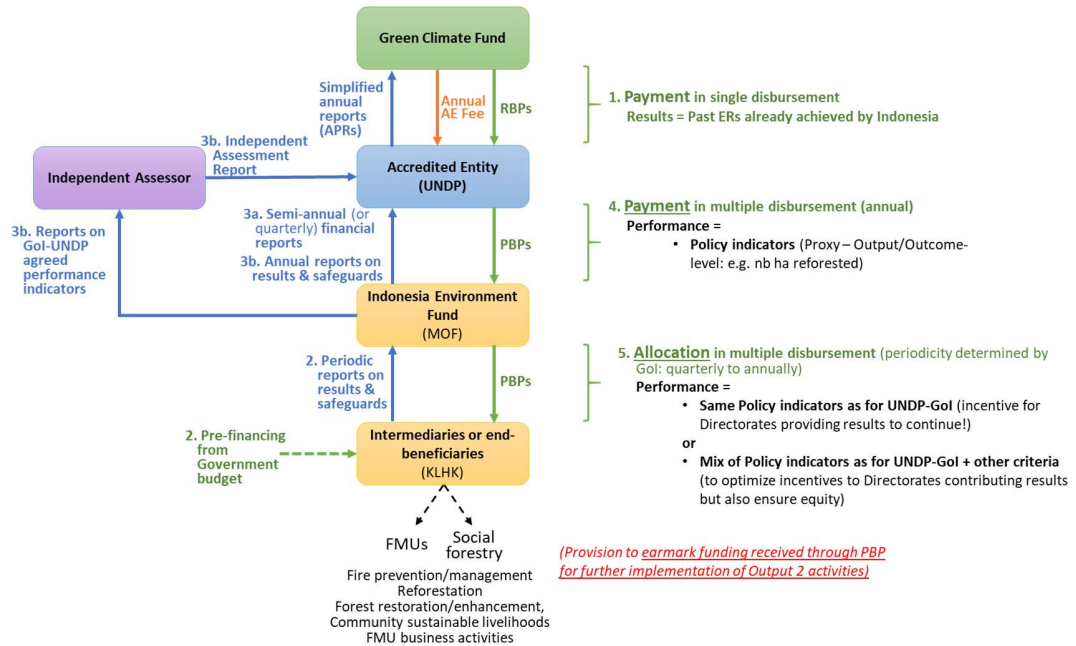 Green Climate Fund
Simplified
annual
reports
(APRs)
Annual
AE Fee
RBPs
1. Payment in single disbursement
Results = Past ERs already achieved by Indonesia
3b. Independent
Assessment
Report
Independent Assessor
Accredited Entity
(UNDP)
3b. Reports on
GoI-UNDP
agreed
performance
indicators
3a. Semi-annual (or
quarterly) financial
reports
3b. Annual reports on
results & safeguards
PBPs
4. Payment in multiple disbursement (annual)
Performance =
• Policy indicators (Proxy – Output/Outcome-
level: e.g. nb ha reforested)
Indonesia Environment
Fund
(MOF)
2. Periodic
reports on
results &
safeguards
PBPs
5. Allocation in multiple disbursement (periodicity determined by
GoI: quarterly to annually)
Performance =
• Same Policy indicators as for UNDP-GoI (incentive for
Directorates providing results to continue!)
or
• Mix of Policy indicators as for UNDP-GoI + other criteria
(to optimize incentives to Directorates contributing results
but also ensure equity)
2. Pre-financing
from
Government
budget
Intermediaries or end-
beneficiaries
(KLHK)
FMUs
Social
forestry
(Provision to earmark funding received through PBP
for further implementation of Output 2 activities)
Fire prevention/management
Reforestation
Forest restoration/enhancement,
Community sustainable livelihoods
FMU business activities